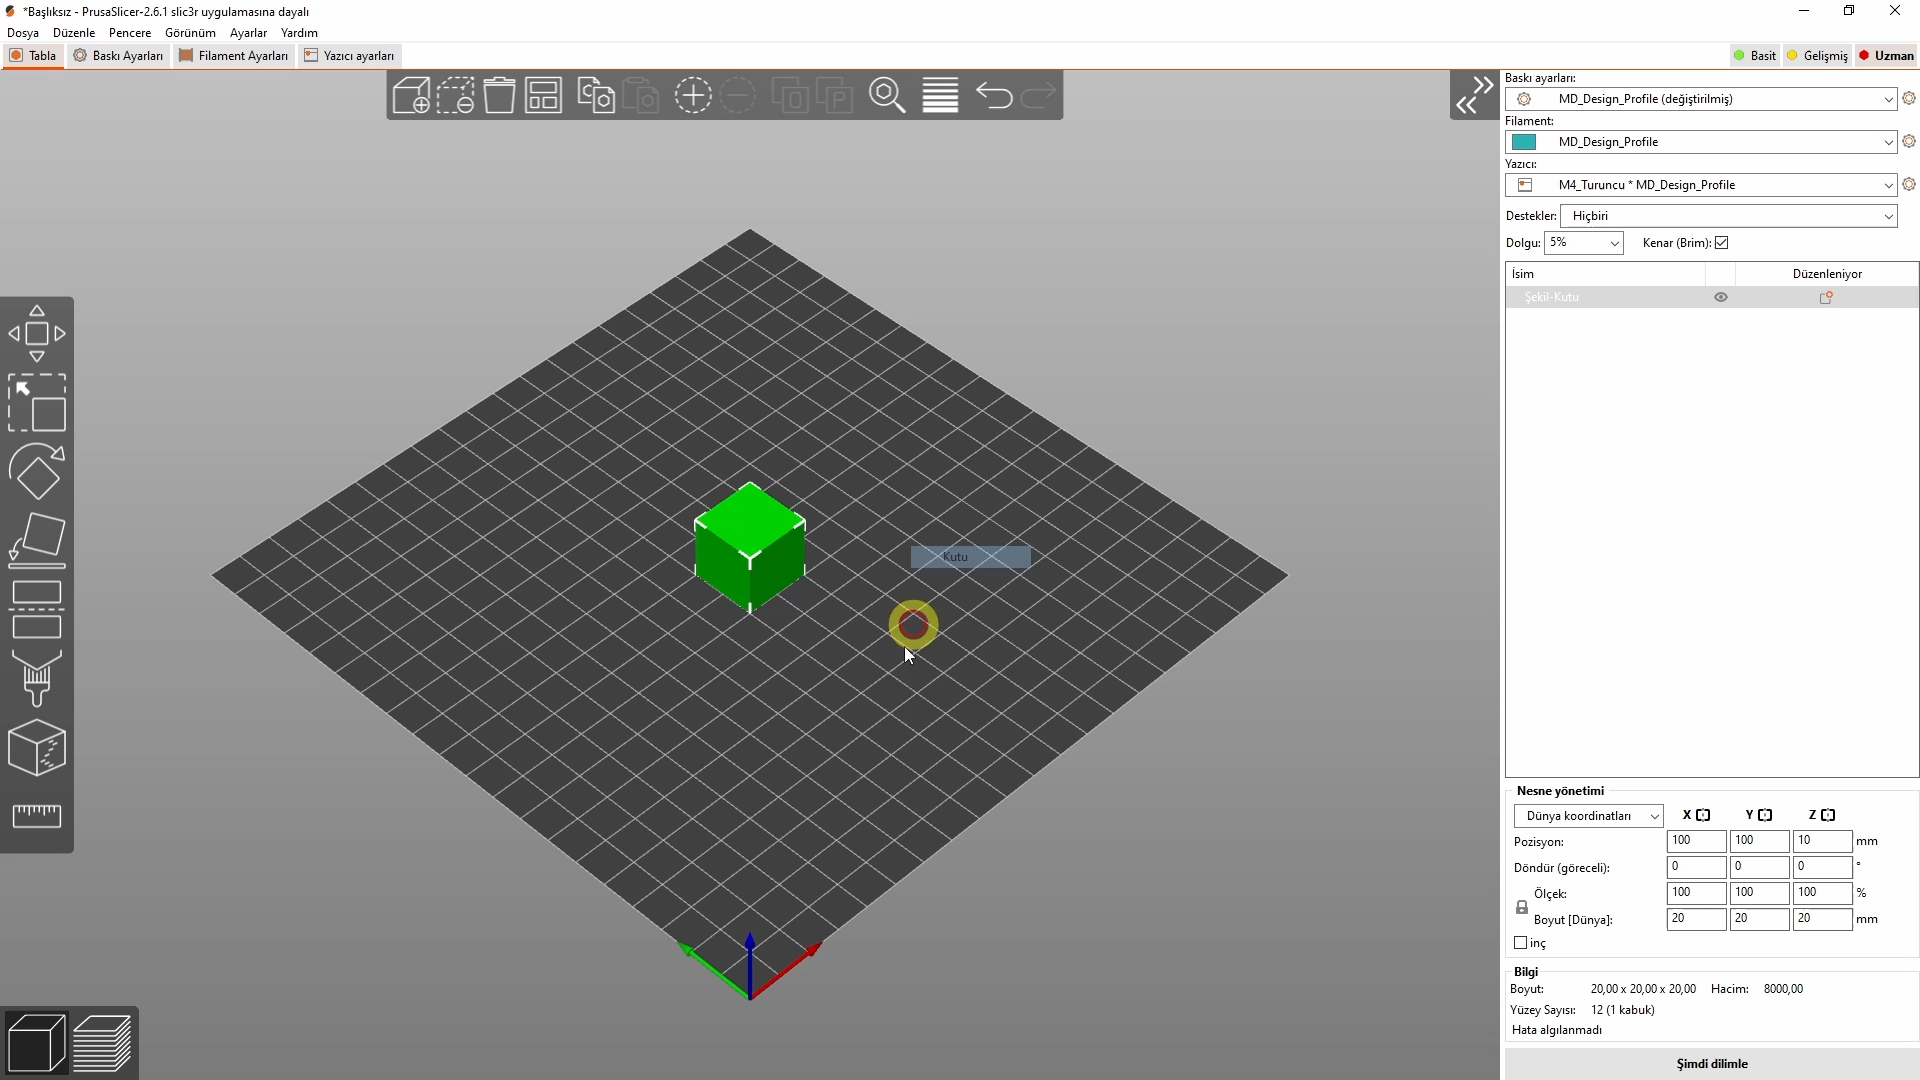 *Başlıksız - PrusaSlicer-2.6.1 slic3r uygulamasına dayalı
Dosya Düzenle Pencere Görünüm Ayarlar Yardım
Tabla Baskı Ayarları Filament Ayarları Yazıcı ayarları
Basit Gelişmiş Uzman
Baskı ayarları:
MD_Design_Profile (değiştirilmiş)
Filament:
MD_Design_Profile
Yazıcı:
M4_Turuncu * MD_Design_Profile
Destekler: Hiçbiri
Dolgu: 5% Kenar (Brim):
İsim Düzenleniyor
Şekil-Kutu
Kutu
Nesne yönetimi
Dünya koordinatları X Y Z
Pozisyon: 100 100 10 mm
Döndür (göreceli): 0 0 0 °
Ölçek: 100 100 100 %
Boyut [Dünya]: 20 20 20 mm
inç
Bilgi
Boyut: 20,00 x 20,00 x 20,00 Hacim: 8000,00
Yüzey Sayısı: 12 (1 kabuk)
Hata algılanmadı
Şimdi dilimle